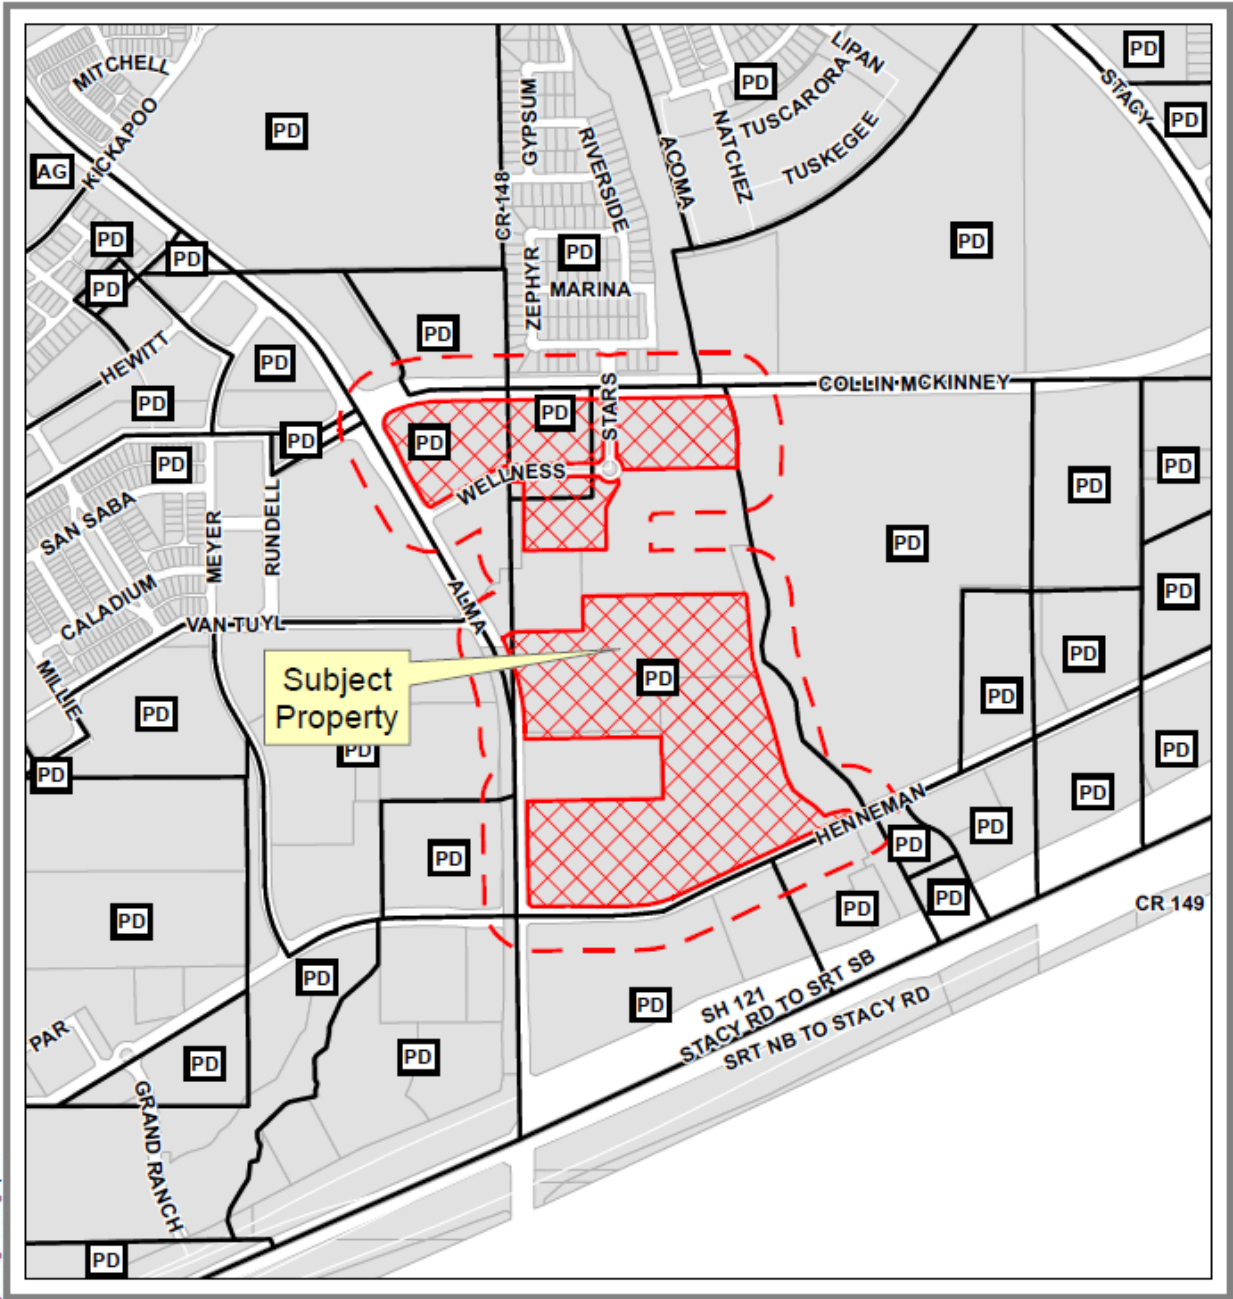 MITCHELL
KICKAPOO
AG
PD
PD
PD
PD
HEWITT
PD
PD
PD
PD
CR 148
GYPSUM
RIVERSIDE
ZEPHYR
PD
MARINA
PD
ACOMA
NATCHEZ
LIPAN
TUSCARORA
TUSKEGEE
PD
STACY
PD
PD
PD
COLLIN MCKINNEY
STARS
PD
PD
WELLNESS
PD
SAN SABA
MEYER
RUNDELL
CALADIUM
VAN TUYL
MILLIE
ALMA
Subject
Property
PD
PD
PD
PD
PD
PD
PD
PD
PD
PD
PD
PD
PD
PD
HENNEMAN
PD
PD
PD
PD
PD
PD
CR 149
PD
SH 121
STACY RD TO SRT SB
SRT NB TO STACY RD
PAR
PD
PD
GRAND RANCH
PD